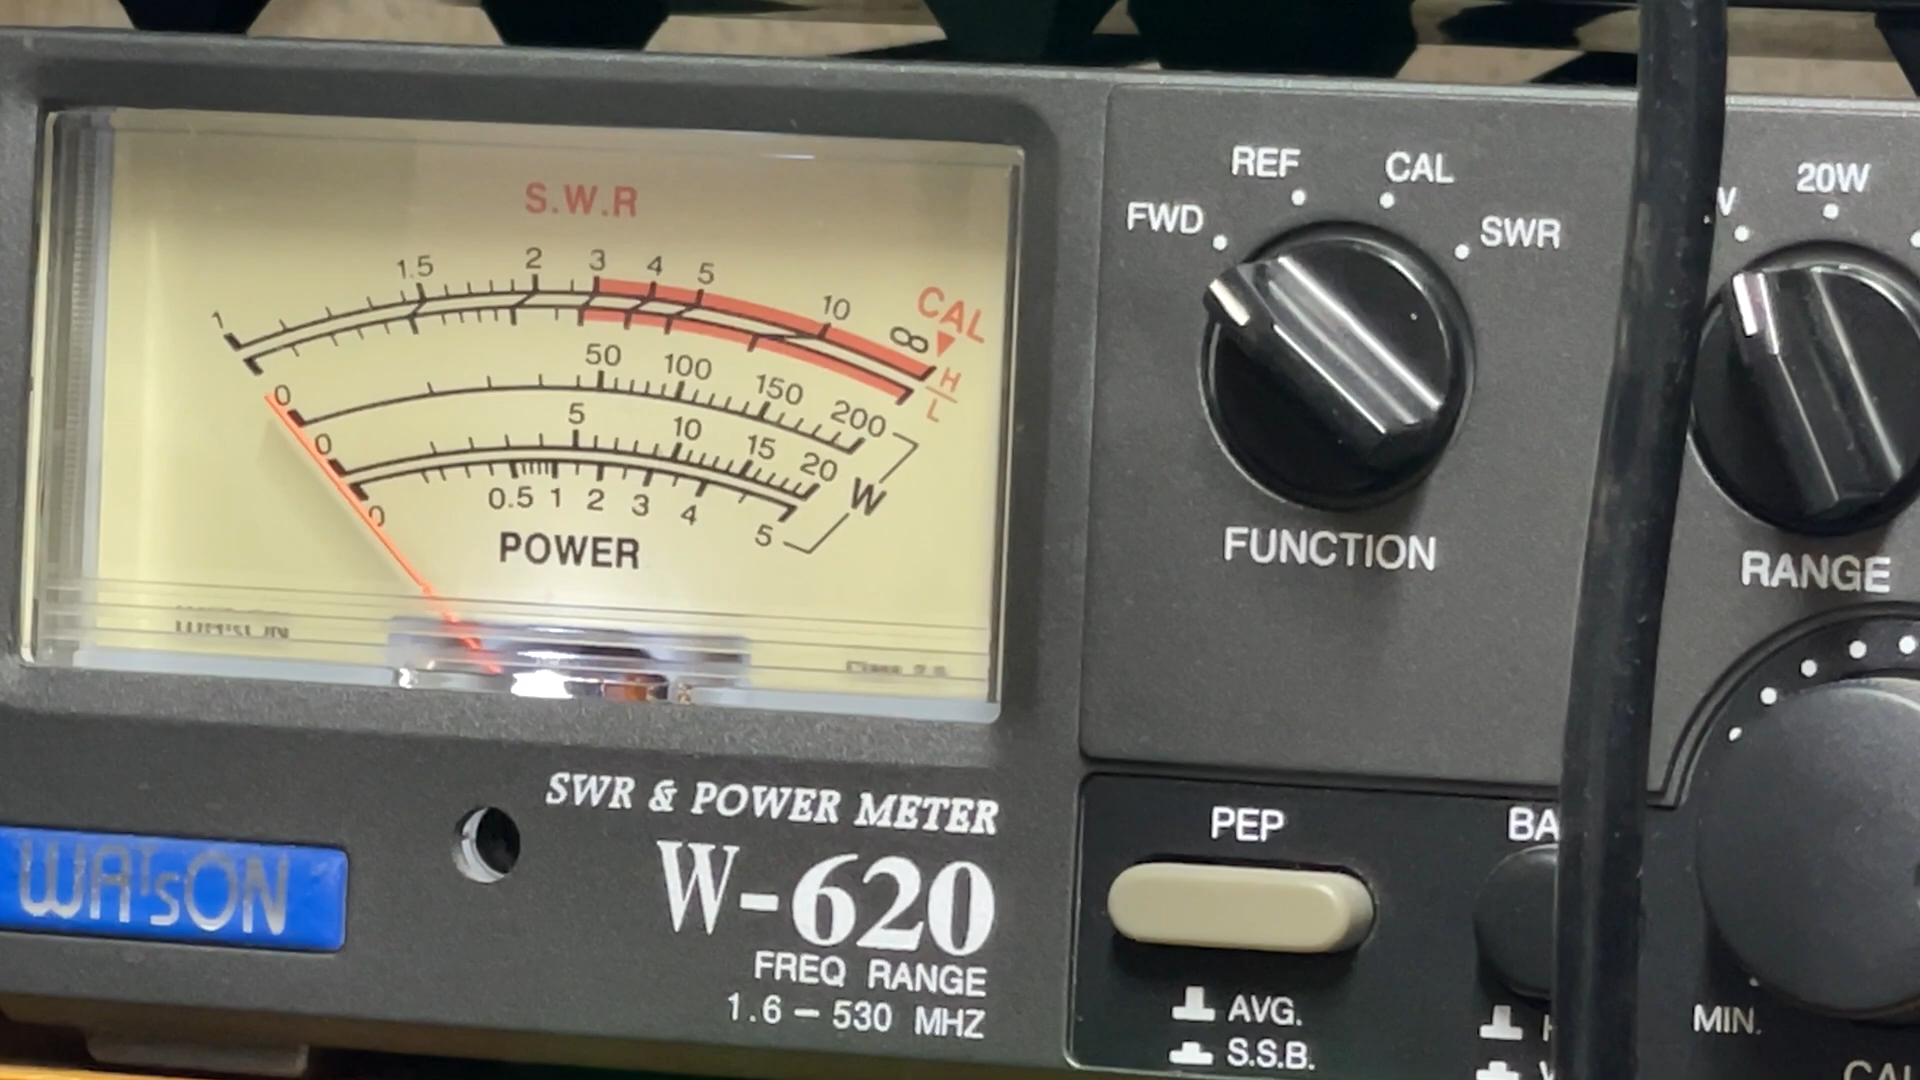 S.W.R
1 1.5 2 3 4 5 10 ∞ CAL
H
L
0 50 100 150 200
0 5 10 15 20 W
0 0.5 1 2 3 4 5
POWER
SWR & POWER METER
WATSON
W-620
FREQ RANGE
1.6 – 530 MHZ
FWD REF CAL SWR
FUNCTION
20W
RANGE
PEP
AVG.
S.S.B.
BA
MIN.
CAL